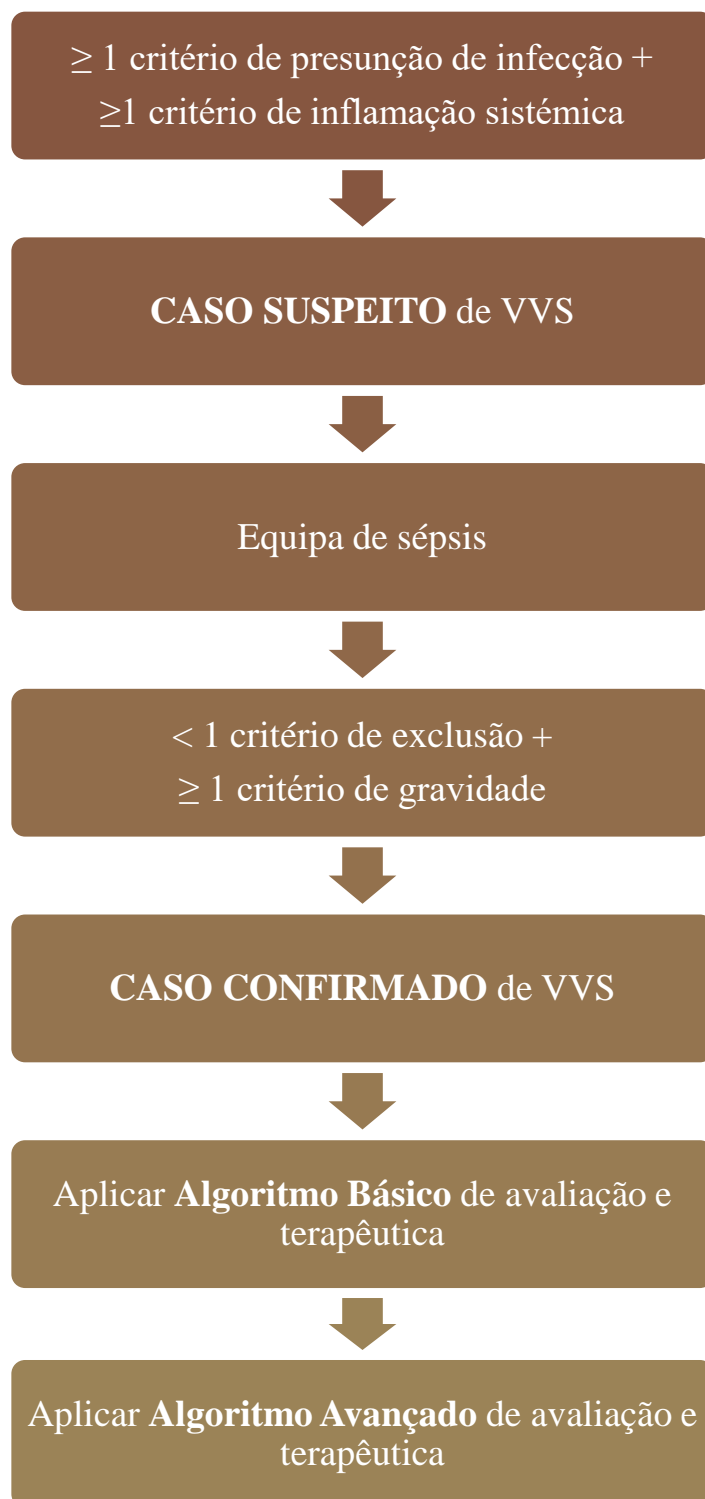 ≥ 1 critério de presunção de infecção +
≥1 critério de inflamação sistémica
CASO SUSPEITO de VVS
Equipa de sépsis
< 1 critério de exclusão +
≥ 1 critério de gravidade
CASO CONFIRMADO de VVS
Aplicar Algoritmo Básico de avaliação e
terapêutica
Aplicar Algoritmo Avançado de avaliação e
terapêutica